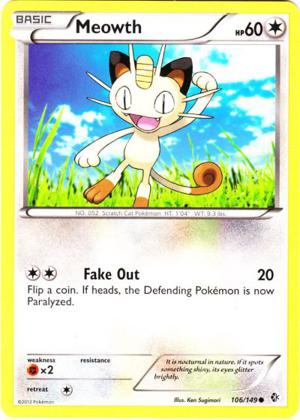 BASIC
Meowth
HP60
NO. 052 Scratch Cat Pokémon HT: 1'04" WT: 9.3 lbs.
Fake Out 20
Flip a coin. If heads, the Defending Pokémon is now
Paralyzed.
weakness resistance
×2
It is nocturnal in nature. If it spots
something shiny, its eyes glitter
brightly.
retreat
©2012 Pokémon
Illus. Ken Sugimori
106/149